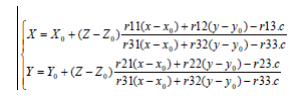 X = X₀ + (Z − Z₀) r11(x − x₀) + r12(y − y₀) − r13.c / r31(x − x₀) + r32(y − y₀) − r33.c
Y = Y₀ + (Z − Z₀) r21(x − x₀) + r22(y − y₀) − r23.c / r31(x − x₀) + r32(y − y₀) − r33.c